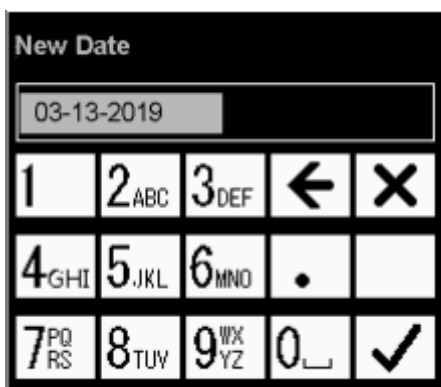 New Date
03-13-2019
1 2ABC 3DEF
4GHI 5JKL 6MNO .
7PQRS 8TUV 9WXYZ 0